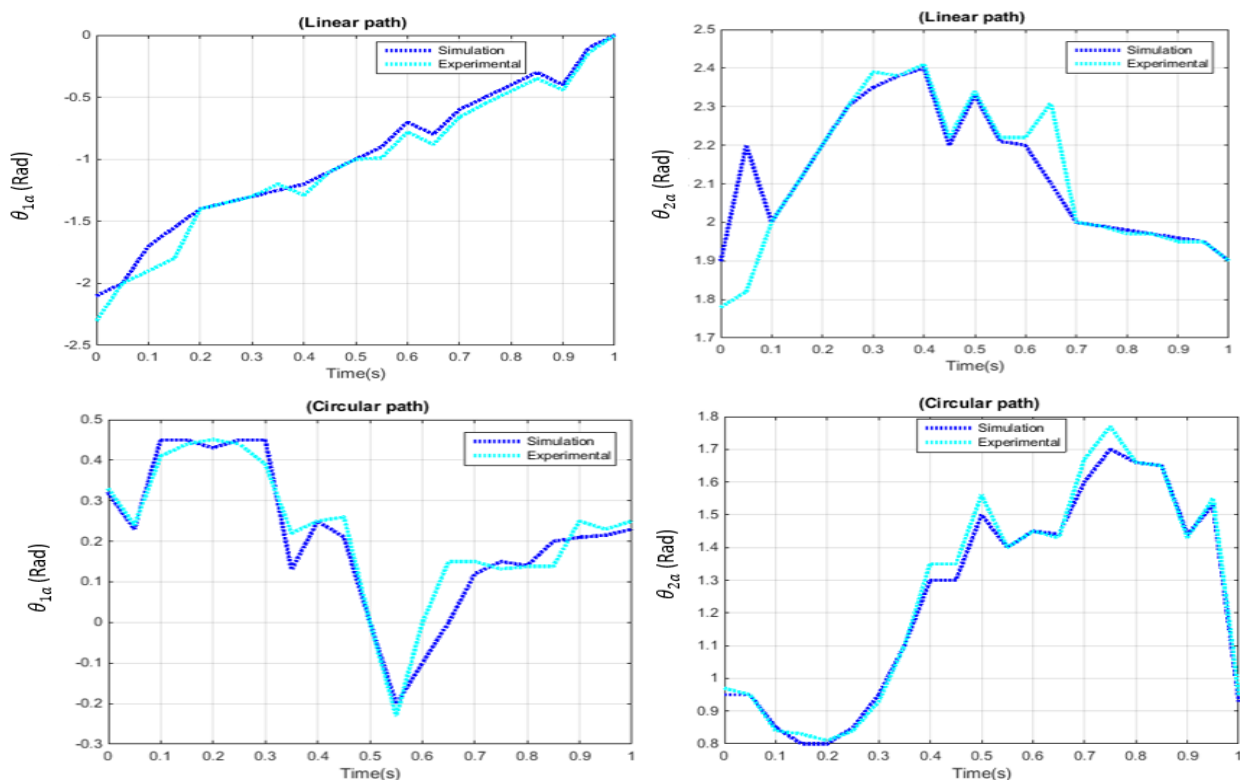 (Linear path)
0
-0.5
-1
-1.5
-2
-2.5
θ1a (Rad)
Simulation
Experimental
0 0.1 0.2 0.3 0.4 0.5 0.6 0.7 0.8 0.9 1
Time(s)
(Linear path)
2.4
2.3
2.2
2.1
2
1.9
1.8
1.7
θ2a (Rad)
Simulation
Experimental
0 0.1 0.2 0.3 0.4 0.5 0.6 0.7 0.8 0.9 1
Time(s)
(Circular path)
0.5
0.4
0.3
0.2
0.1
0
-0.1
-0.2
-0.3
θ1a (Rad)
Simulation
Experimental
0 0.1 0.2 0.3 0.4 0.5 0.6 0.7 0.8 0.9 1
Time(s)
(Circular path)
1.8
1.7
1.6
1.5
1.4
1.3
1.2
1.1
1
0.9
0.8
θ2a (Rad)
Simulation
Experimental
0 0.1 0.2 0.3 0.4 0.5 0.6 0.7 0.8 0.9 1
Time(s)